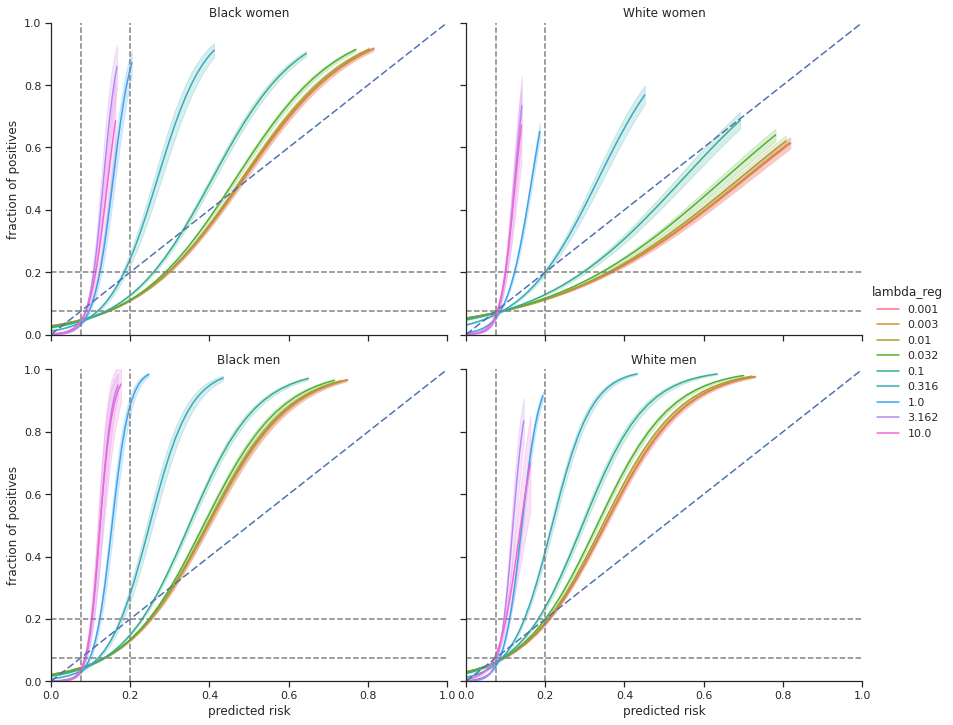 Black women
White women
1.0
0.8
0.6
0.4
0.2
0.0
fraction of positives
lambda_reg
0.001
0.003
0.01
0.032
0.1
0.316
1.0
3.162
10.0
Black men
White men
1.0
0.8
0.6
0.4
0.2
0.0
fraction of positives
0.0 0.2 0.4 0.6 0.8 1.0
0.0 0.2 0.4 0.6 0.8 1.0
predicted risk
predicted risk